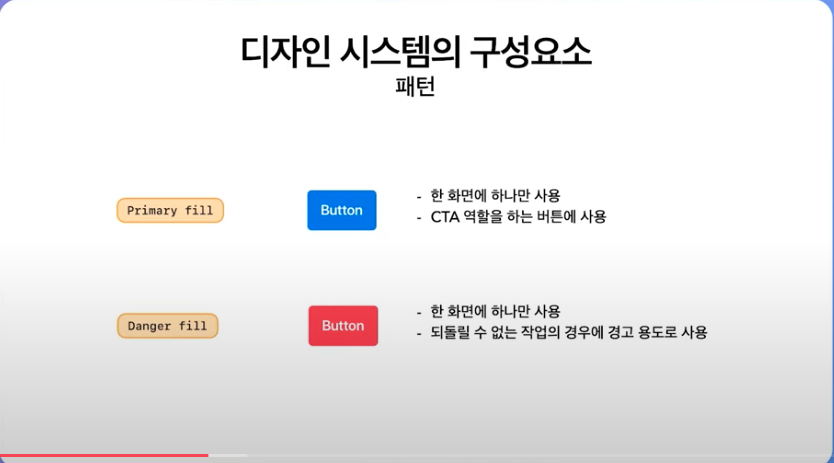 디자인 시스템의 구성요소
패턴
Primary fill
Button
- 한 화면에 하나만 사용
- CTA 역할을 하는 버튼에 사용
Danger fill
Button
- 한 화면에 하나만 사용
- 되돌릴 수 없는 작업의 경우에 경고 용도로 사용